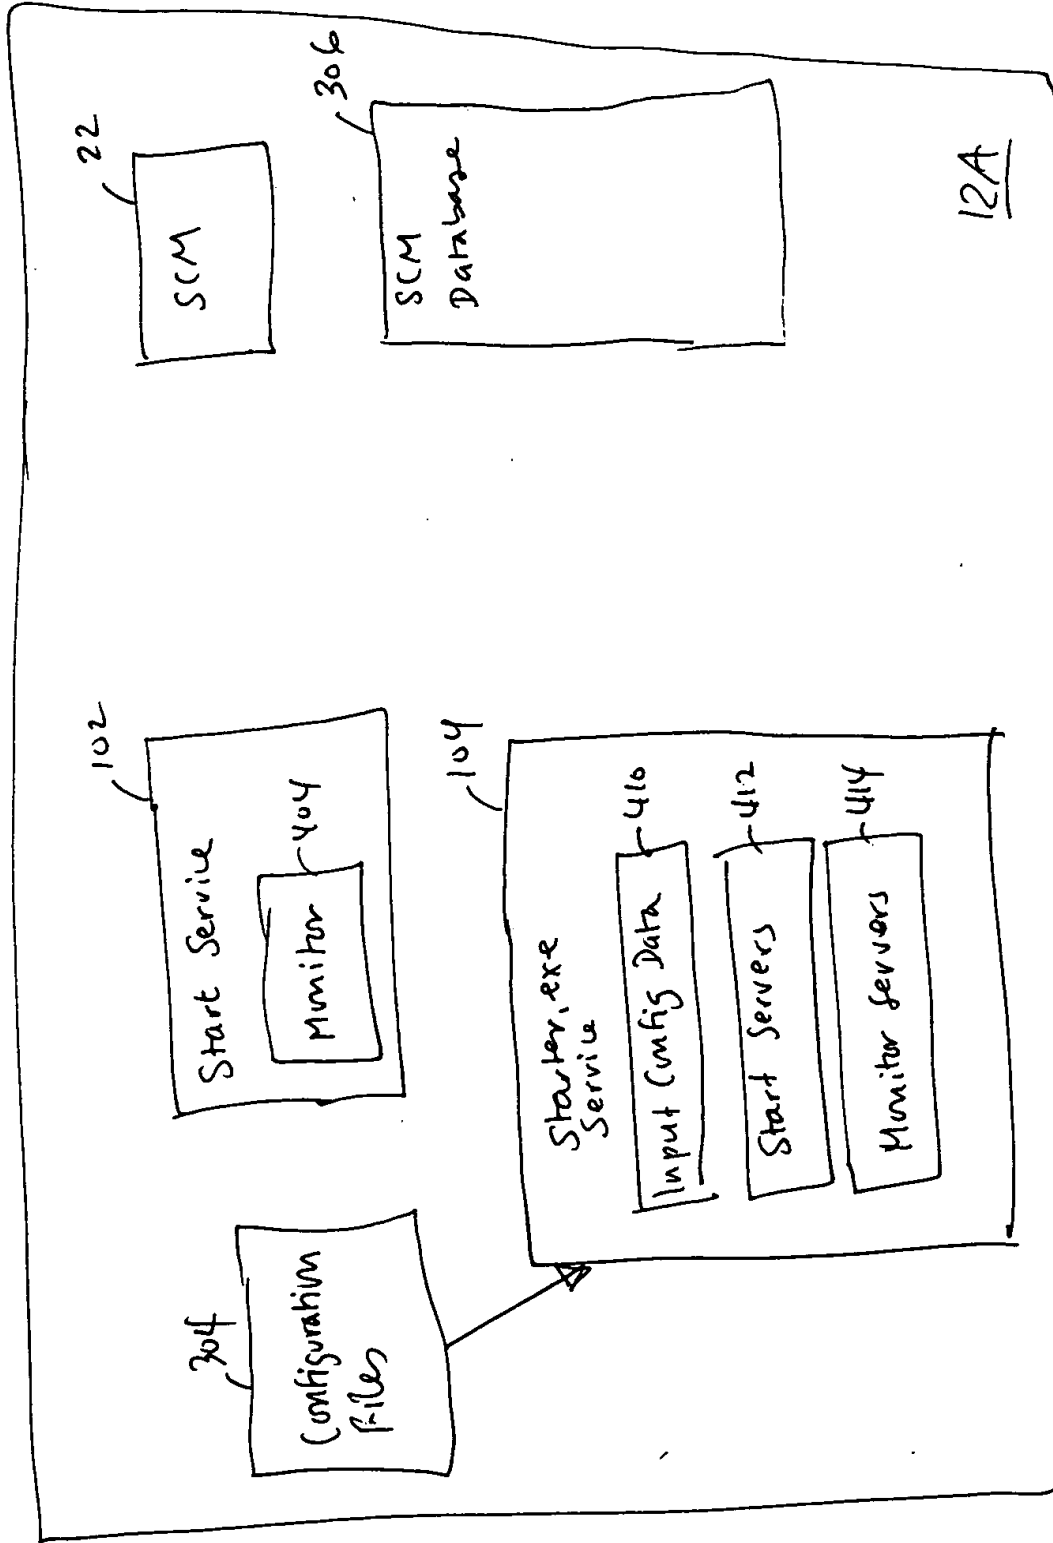 304
Configuration
Files
102
Start Service
404
Monitor
104
Starter.exe
Service
410
Input Config Data
412
Start Servers
414
Monitor Servers
22
SCM
306
SCM
Database
12A